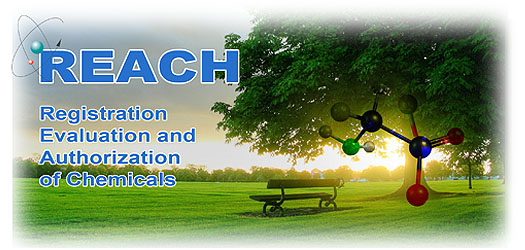 REACH
Registration
Evaluation and
Authorization
of Chemicals